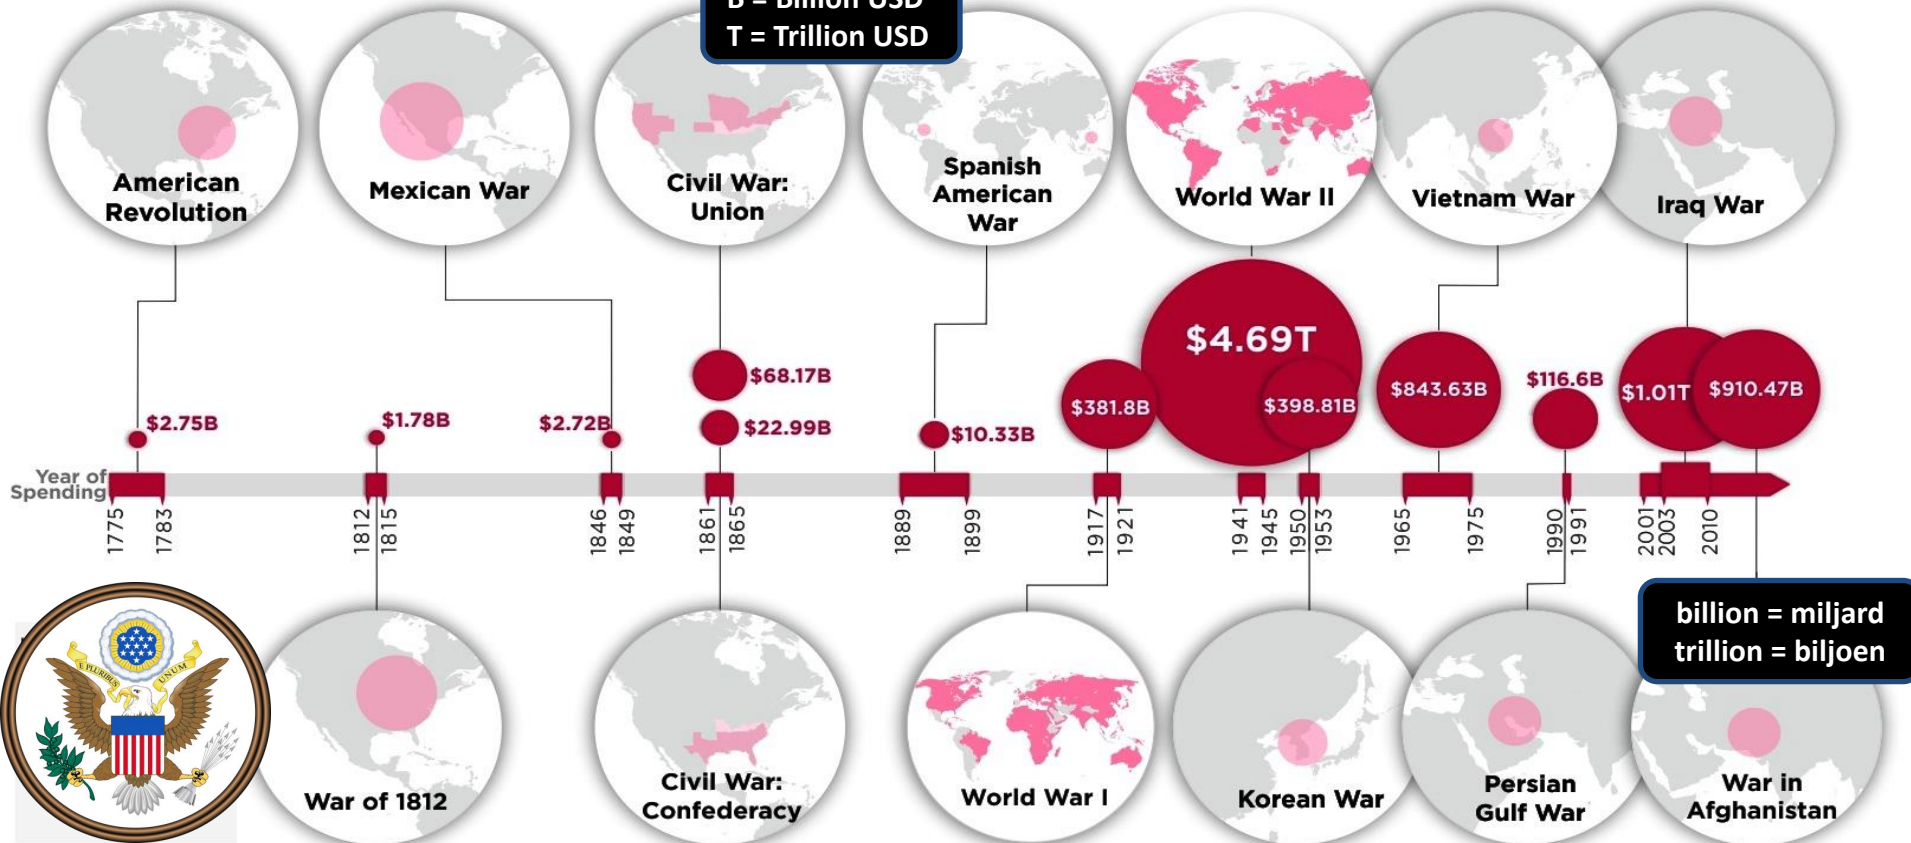 B = Billion USD
T = Trillion USD
American
Revolution
Mexican War
Civil War:
Union
Spanish
American
War
World War II
Vietnam War
Iraq War
$2.75B
$1.78B
$2.72B
$68.17B
$22.99B
$10.33B
$381.8B
$4.69T
$398.81B
$843.63B
$116.6B
$1.01T
$910.47B
Year of
Spending
1775
1783
1812
1815
1846
1849
1861
1865
1889
1899
1917
1921
1941
1945
1950
1953
1965
1975
1990
1991
2001
2003
2010
E PLURIBUS
UNUM
War of 1812
Civil War:
Confederacy
World War I
Korean War
Persian
Gulf War
War in
Afghanistan
billion = miljard
trillion = biljoen